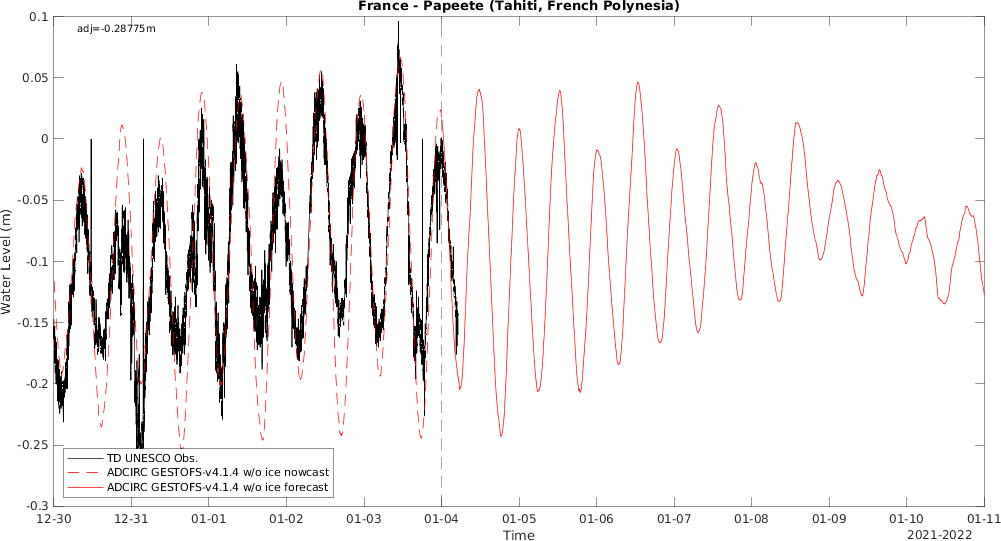 France - Papeete (Tahiti, French Polynesia)
adj=-0.28775m
0.1
0.05
0
-0.05
-0.1
-0.15
-0.2
-0.25
-0.3
Water Level (m)
TD UNESCO Obs.
ADCIRC GESTOFS-v4.1.4 w/o ice nowcast
ADCIRC GESTOFS-v4.1.4 w/o ice forecast
12-30 12-31 01-01 01-02 01-03 01-04 01-05 01-06 01-07 01-08 01-09 01-10 01-11
Time
2021-2022